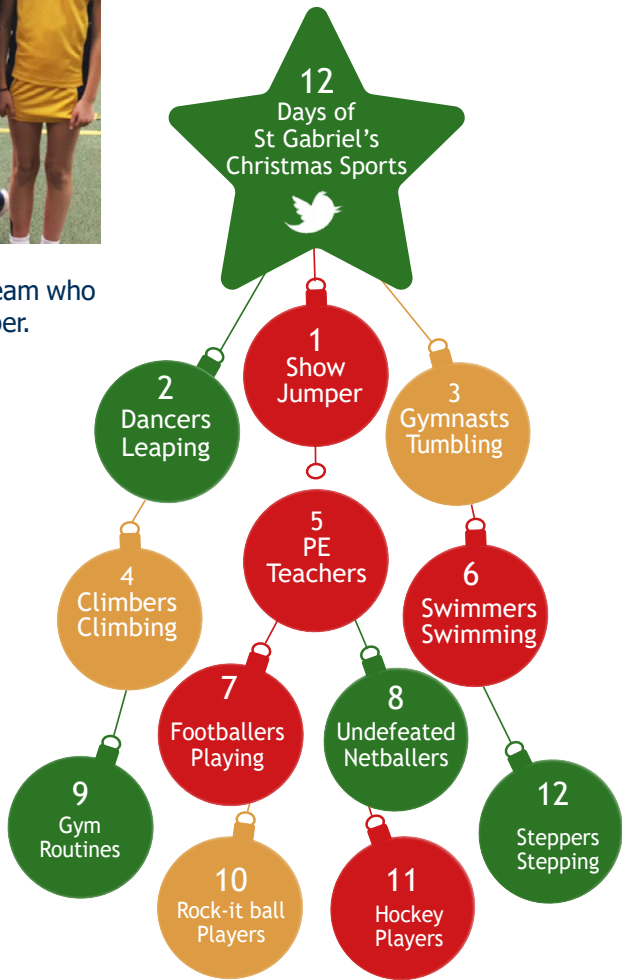 12
Days of
St Gabriel's
Christmas Sports
eam who
er.
1
Show
Jumper
2
Dancers
Leaping
3
Gymnasts
Tumbling
4
Climbers
Climbing
5
PE
Teachers
6
Swimmers
Swimming
7
Footballers
Playing
8
Undefeated
Netballers
9
Gym
Routines
10
Rock-it ball
Players
11
Hockey
Players
12
Steppers
Stepping